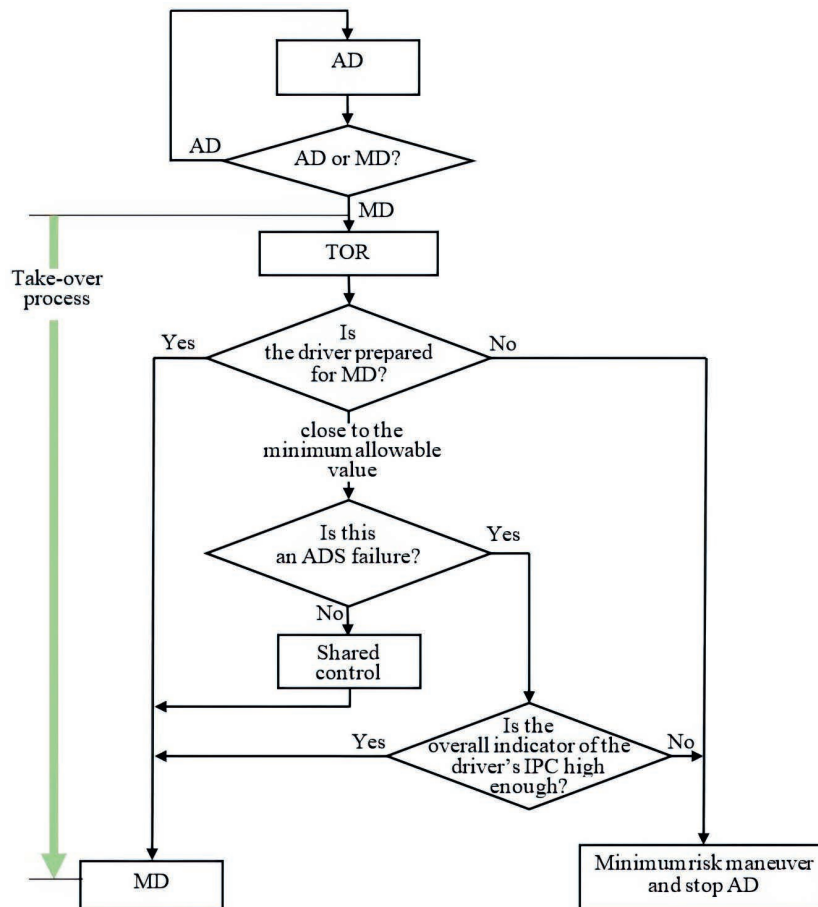 AD
AD
AD or MD?
MD
TOR
Take-over
process
Yes
Is
the driver prepared
for MD?
No
close to the
minimum allowable
value
Is this
an ADS failure?
Yes
No
Shared
control
Yes
Is the
overall indicator of the
driver's IPC high
enough?
No
MD
Minimum risk maneuver
and stop AD